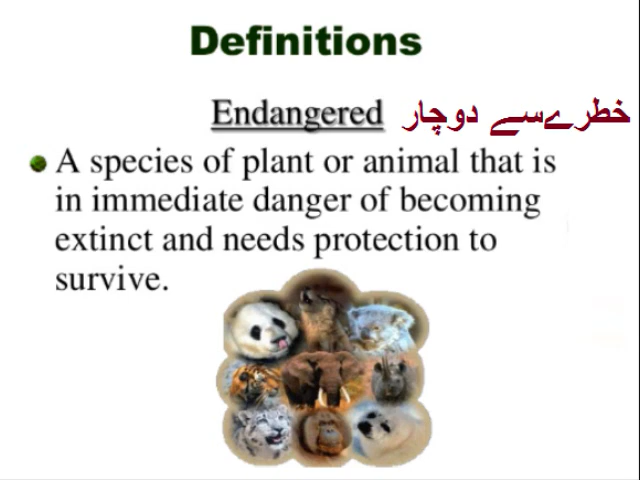 Definitions
Endangered خطرے سے دوچار
A species of plant or animal that is
in immediate danger of becoming
extinct and needs protection to
survive.